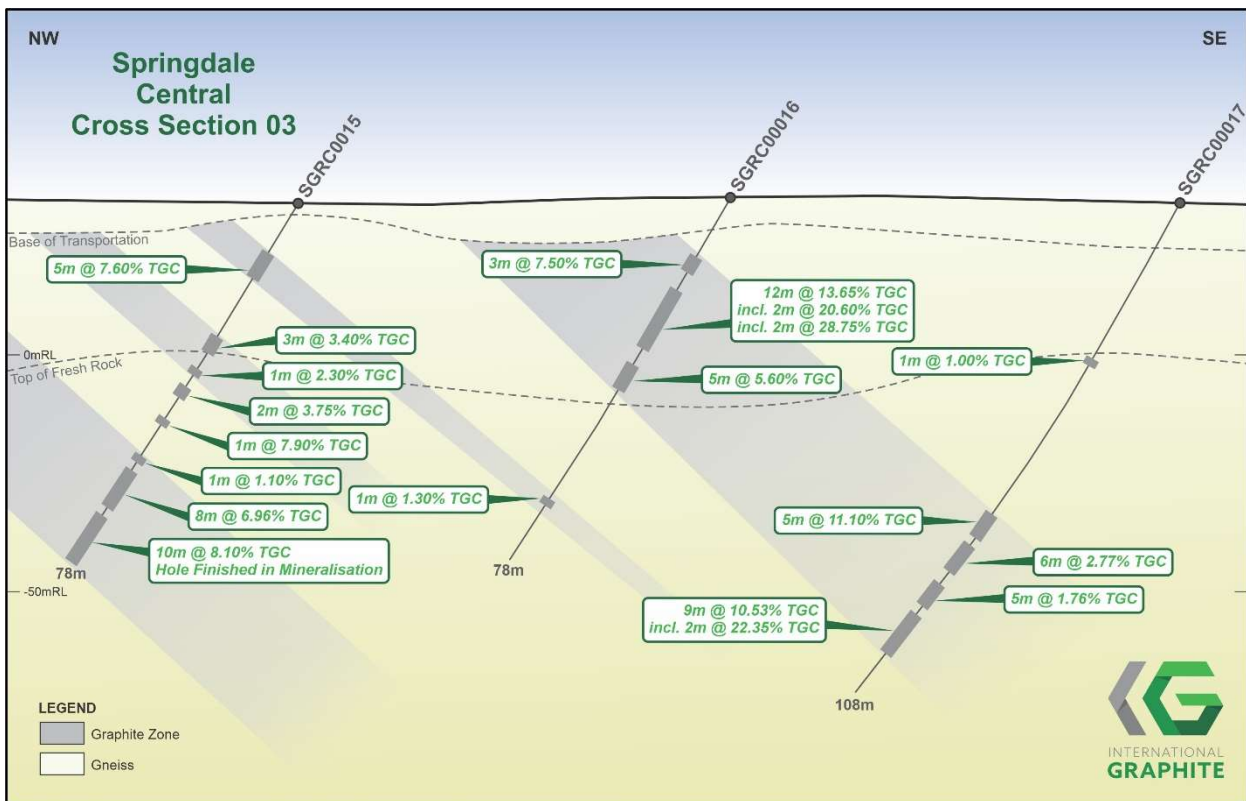 NW
SE
Springdale
Central
Cross Section 03
SGRC0015
SGRC00016
SGRC00017
Base of Transportation
5m @ 7.60% TGC
3m @ 7.50% TGC
12m @ 13.65% TGC
incl. 2m @ 20.60% TGC
incl. 2m @ 28.75% TGC
3m @ 3.40% TGC
0mRL
Top of Fresh Rock
1m @ 2.30% TGC
5m @ 5.60% TGC
1m @ 1.00% TGC
2m @ 3.75% TGC
1m @ 7.90% TGC
1m @ 1.10% TGC
1m @ 1.30% TGC
8m @ 6.96% TGC
5m @ 11.10% TGC
10m @ 8.10% TGC
Hole Finished in Mineralisation
78m
78m
6m @ 2.77% TGC
-50mRL
5m @ 1.76% TGC
9m @ 10.53% TGC
incl. 2m @ 22.35% TGC
108m
LEGEND
Graphite Zone
Gneiss
INTERNATIONAL
GRAPHITE